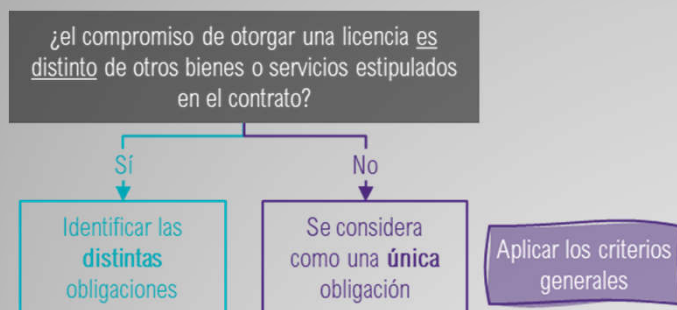 ¿el compromiso de otorgar una licencia es
distinto de otros bienes o servicios estipulados
en el contrato?
Sí
No
Identificar las
distintas
obligaciones
Se considera
como una única
obligación
Aplicar los criterios
generales